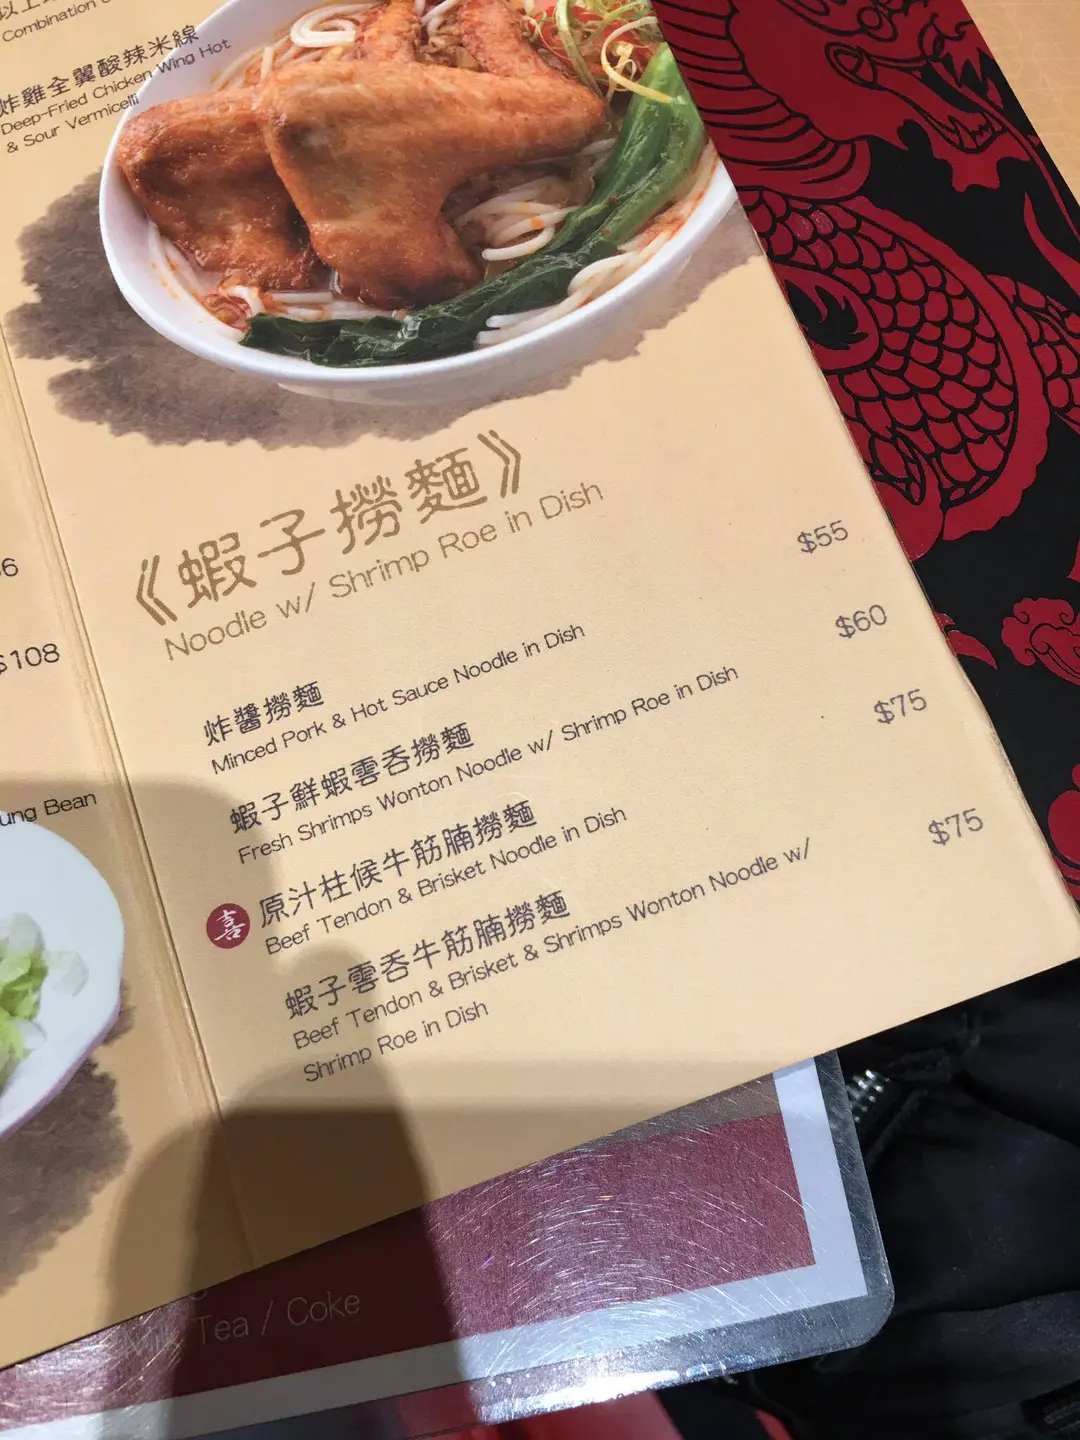 Combination
炸雞全翼酸辣米線
Deep-Fried Chicken Wing Hot
& Sour Vermicelli
《蝦子撈麵》
Noodle w/ Shrimp Roe in Dish
炸醬撈麵 $55
Minced Pork & Hot Sauce Noodle in Dish
蝦子鮮蝦雲吞撈麵 $60
Fresh Shrimps Wonton Noodle w/ Shrimp Roe in Dish
喜 原汁柱候牛筋腩撈麵 $75
Beef Tendon & Brisket Noodle in Dish
蝦子雲吞牛筋腩撈麵 $75
Beef Tendon & Brisket & Shrimps Wonton Noodle w/
Shrimp Roe in Dish
$108
Bean
Tea / Coke